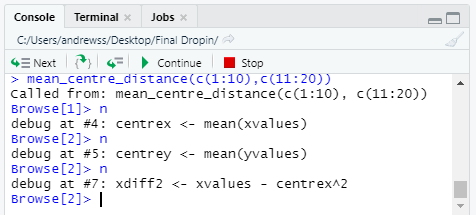 Console Terminal × Jobs ×
C:/Users/andrewss/Desktop/Final Dropin/
Next Continue Stop
> mean_centre_distance(c(1:10),c(11:20))
Called from: mean_centre_distance(c(1:10), c(11:20))
Browse[1]> n
debug at #4: centrex <- mean(xvalues)
Browse[2]> n
debug at #5: centrey <- mean(yvalues)
Browse[2]> n
debug at #7: xdiff2 <- xvalues - centrex^2
Browse[2]>